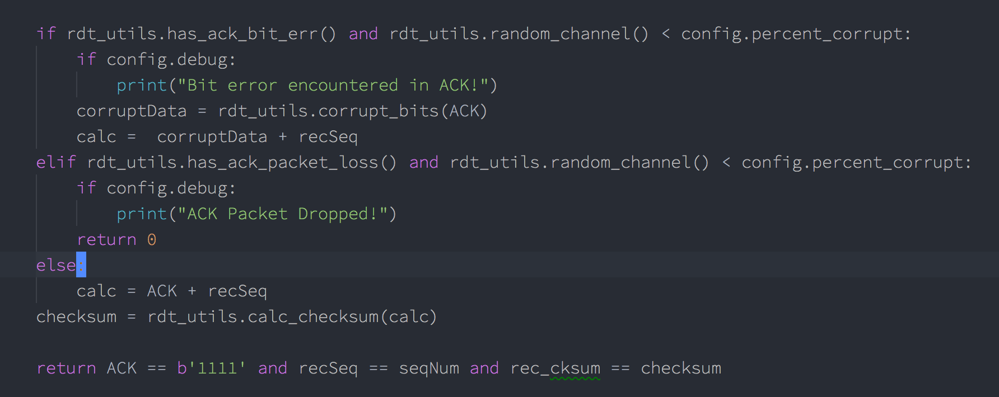 if rdt_utils.has_ack_bit_err() and rdt_utils.random_channel() < config.percent_corrupt:
    if config.debug:
        print("Bit error encountered in ACK!")
    corruptData = rdt_utils.corrupt_bits(ACK)
    calc =  corruptData + recSeq
elif rdt_utils.has_ack_packet_loss() and rdt_utils.random_channel() < config.percent_corrupt:
    if config.debug:
        print("ACK Packet Dropped!")
    return 0
else:
    calc = ACK + recSeq
checksum = rdt_utils.calc_checksum(calc)

return ACK == b'1111' and recSeq == seqNum and rec_cksum == checksum